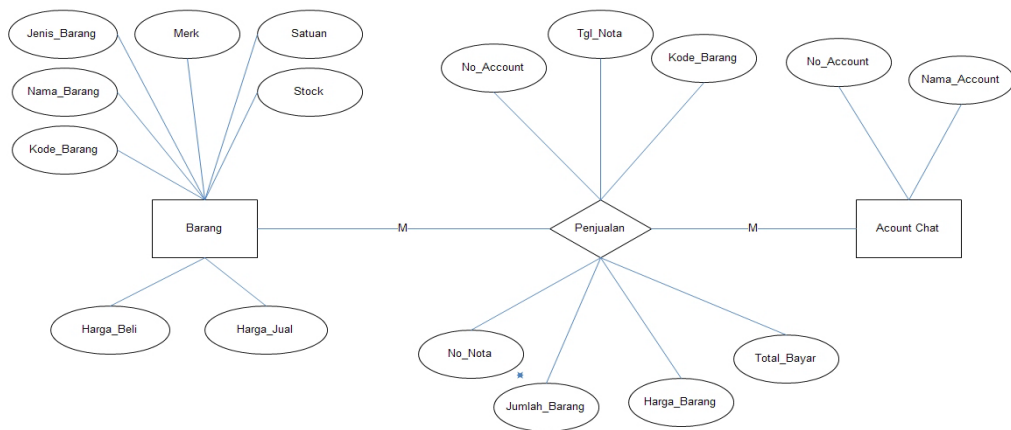 Jenis_Barang
Merk
Satuan
Nama_Barang
Stock
Kode_Barang
Barang
Harga_Beli
Harga_Jual
M
Tgl_Nota
No_Account
Kode_Barang
Penjualan
No_Nota
Jumlah_Barang
Harga_Barang
Total_Bayar
M
No_Account
Nama_Account
Acount Chat